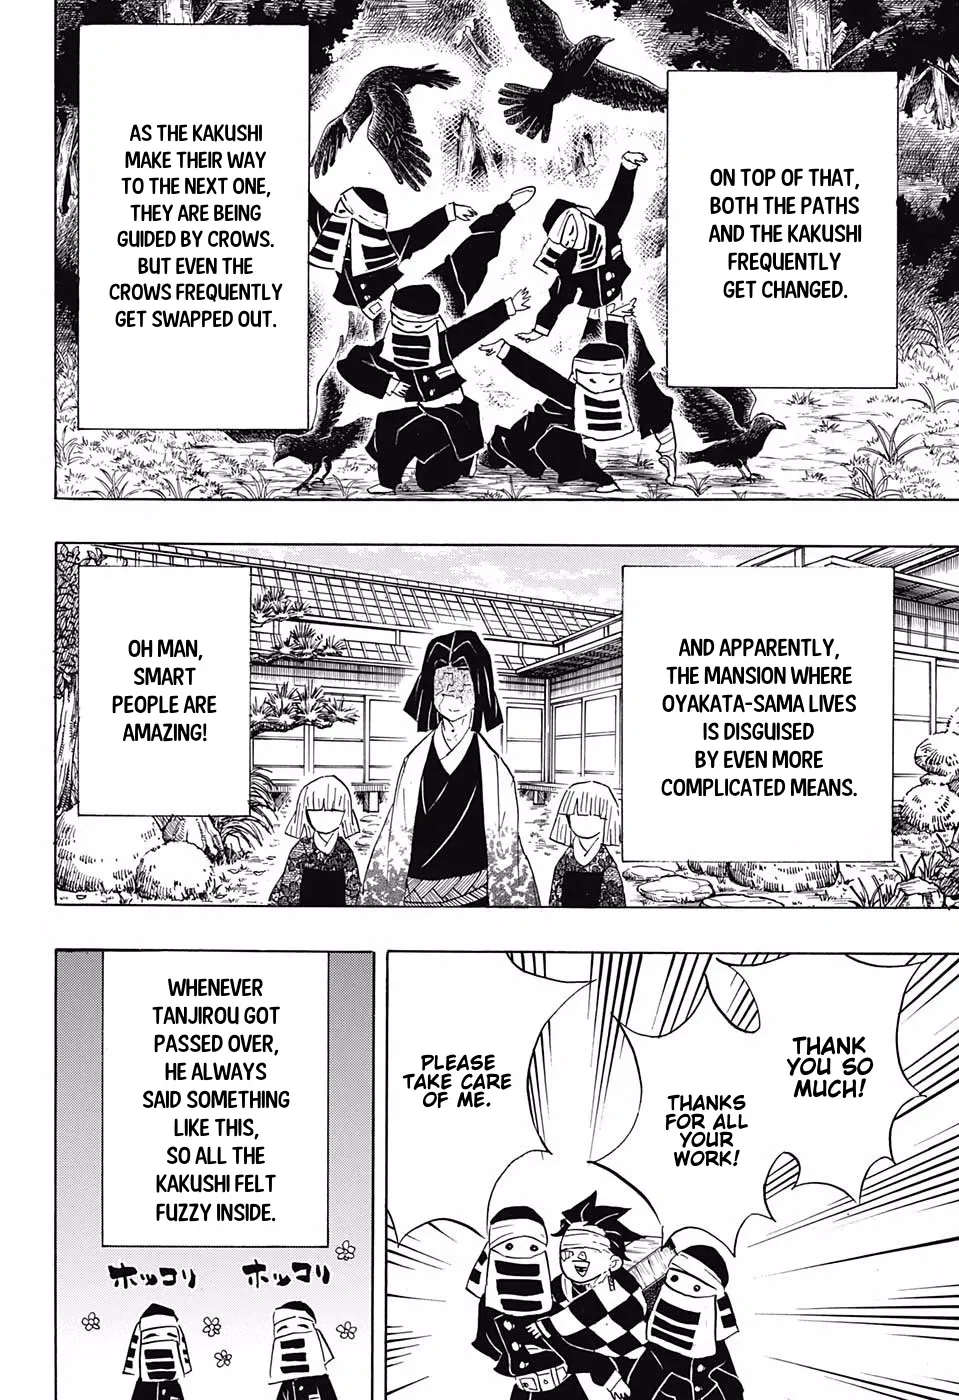 ON TOP OF THAT,
BOTH THE PATHS
AND THE KAKUSHI
FREQUENTLY
GET CHANGED.
AS THE KAKUSHI
MAKE THEIR WAY
TO THE NEXT ONE,
THEY ARE BEING
GUIDED BY CROWS.
BUT EVEN THE
CROWS FREQUENTLY
GET SWAPPED OUT.
AND APPARENTLY,
THE MANSION WHERE
OYAKATA-SAMA LIVES
IS DISGUISED
BY EVEN MORE
COMPLICATED MEANS.
OH MAN,
SMART
PEOPLE ARE
AMAZING!
THANK
YOU SO
MUCH!
THANKS
FOR ALL
YOUR
WORK!
PLEASE
TAKE CARE
OF ME.
WHENEVER
TANJIROU GOT
PASSED OVER,
HE ALWAYS
SAID SOMETHING
LIKE THIS,
SO ALL THE
KAKUSHI FELT
FUZZY INSIDE.
ホッコリ
ホッコリ